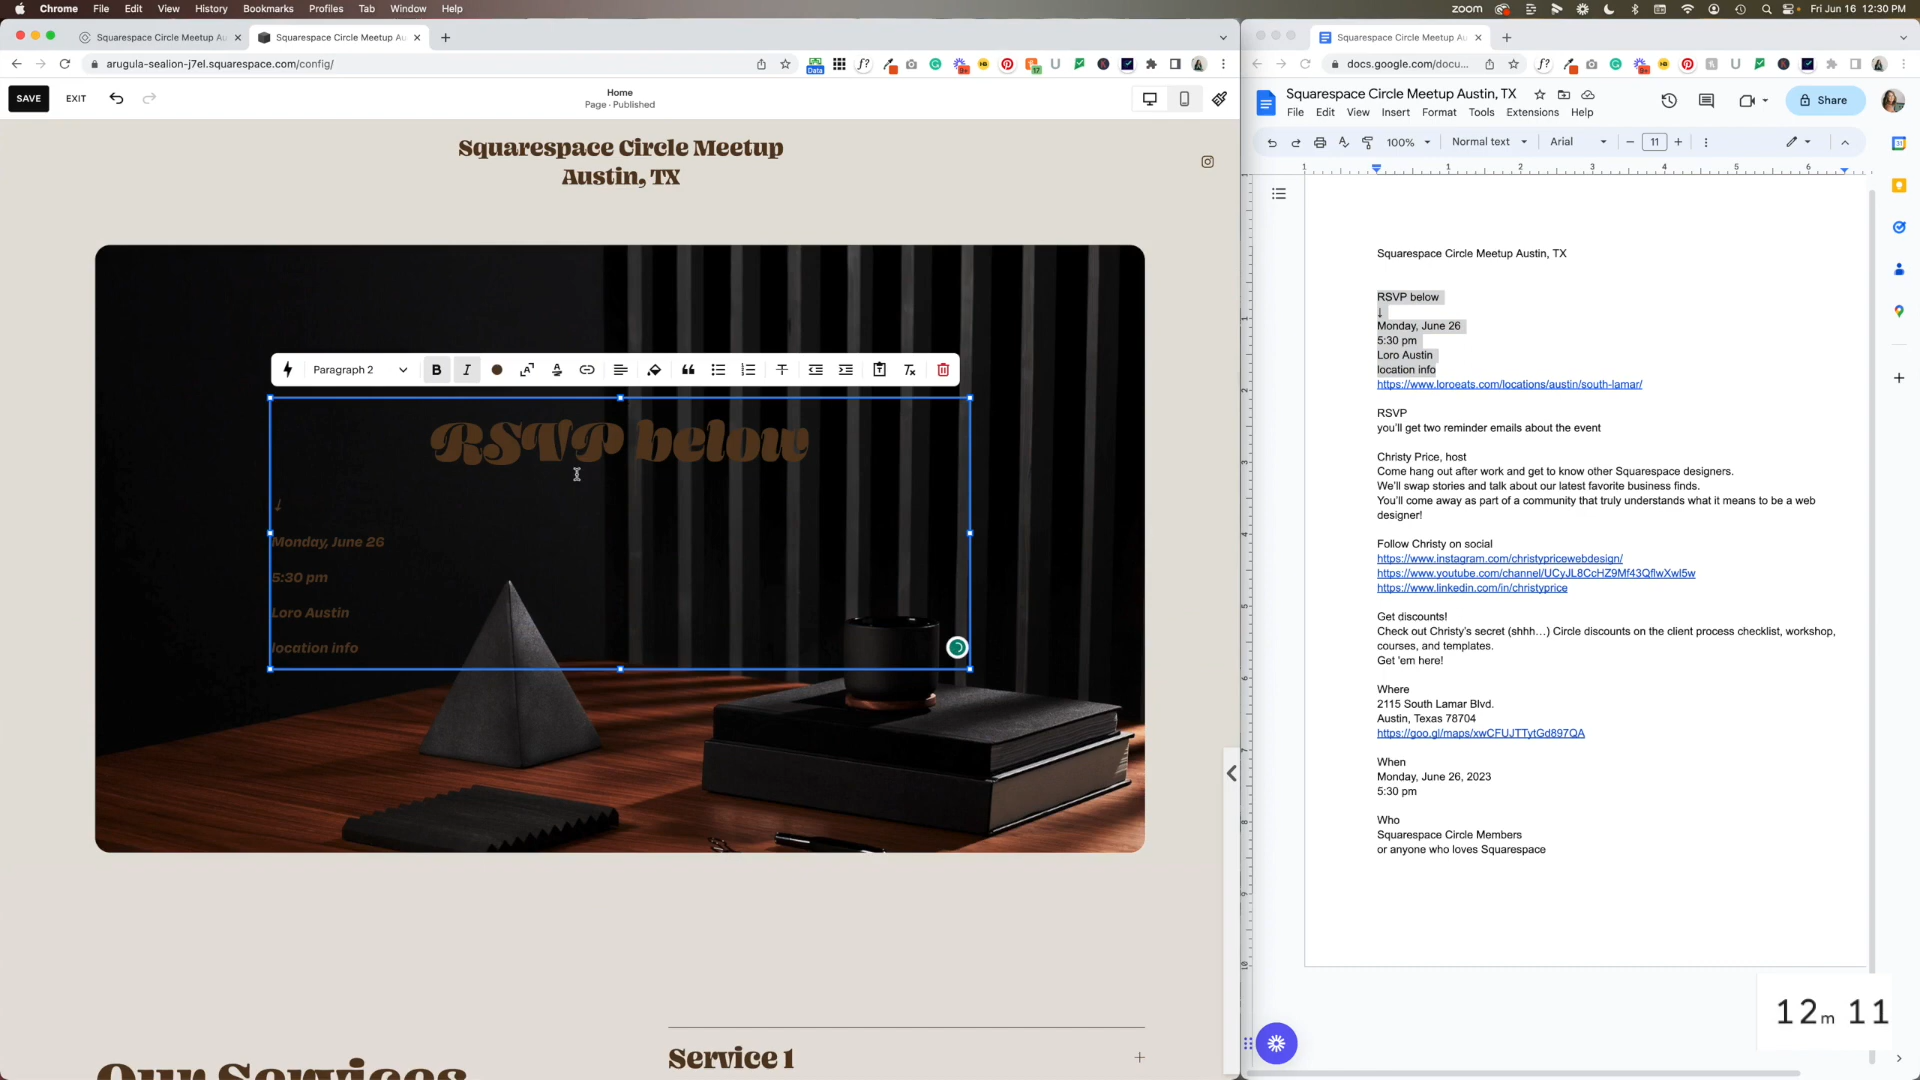 Chrome File Edit View History Bookmarks Profiles Tab Window Help
zoom Fri Jun 16 12:30 PM
Squarespace Circle Meetup Au
Squarespace Circle Meetup Au
arugula-sealion-j7el.squarespace.com/config/
SAVE EXIT
Home
Page · Published
Squarespace Circle Meetup
Austin, TX
Paragraph 2
B I
RSVP below
↓
Monday, June 26
5:30 pm
Loro Austin
location info
Our Services
Service 1
Squarespace Circle Meetup Au
docs.google.com/docu...
Squarespace Circle Meetup Austin, TX
File Edit View Insert Format Tools Extensions Help
Share
100% Normal text Arial 11
Squarespace Circle Meetup Austin, TX
RSVP below
↓
Monday, June 26
5:30 pm
Loro Austin
location info
https://www.loroeats.com/locations/austin/south-lamar/
RSVP
you'll get two reminder emails about the event
Christy Price, host
Come hang out after work and get to know other Squarespace designers.
We'll swap stories and talk about our latest favorite business finds.
You'll come away as part of a community that truly understands what it means to be a web
designer!
Follow Christy on social
https://www.instagram.com/christypricewebdesign/
https://www.youtube.com/channel/UCyJL8CcHZ9Mf43QflwXwI5w
https://www.linkedin.com/in/christyprice
Get discounts!
Check out Christy's secret (shhh…) Circle discounts on the client process checklist, workshop,
courses, and templates.
Get 'em here!
Where
2115 South Lamar Blvd.
Austin, Texas 78704
https://goo.gl/maps/xwCFUJTTytGd897QA
When
Monday, June 26, 2023
5:30 pm
Who
Squarespace Circle Members
or anyone who loves Squarespace
12m 11